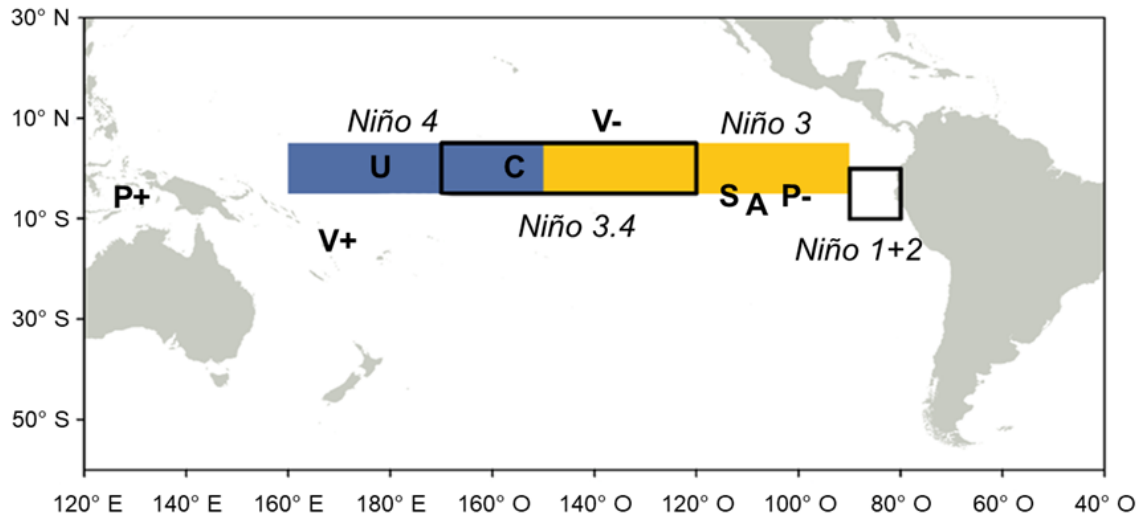 30° N
10° N
10° S
30° S
50° S
Niño 4
V-
Niño 3
U
C
P+
S
A
P-
V+
Niño 3.4
Niño 1+2
120° E
140° E
160° E
180° O
160° O
140° O
120° O
100° O
80° O
60° O
40° O